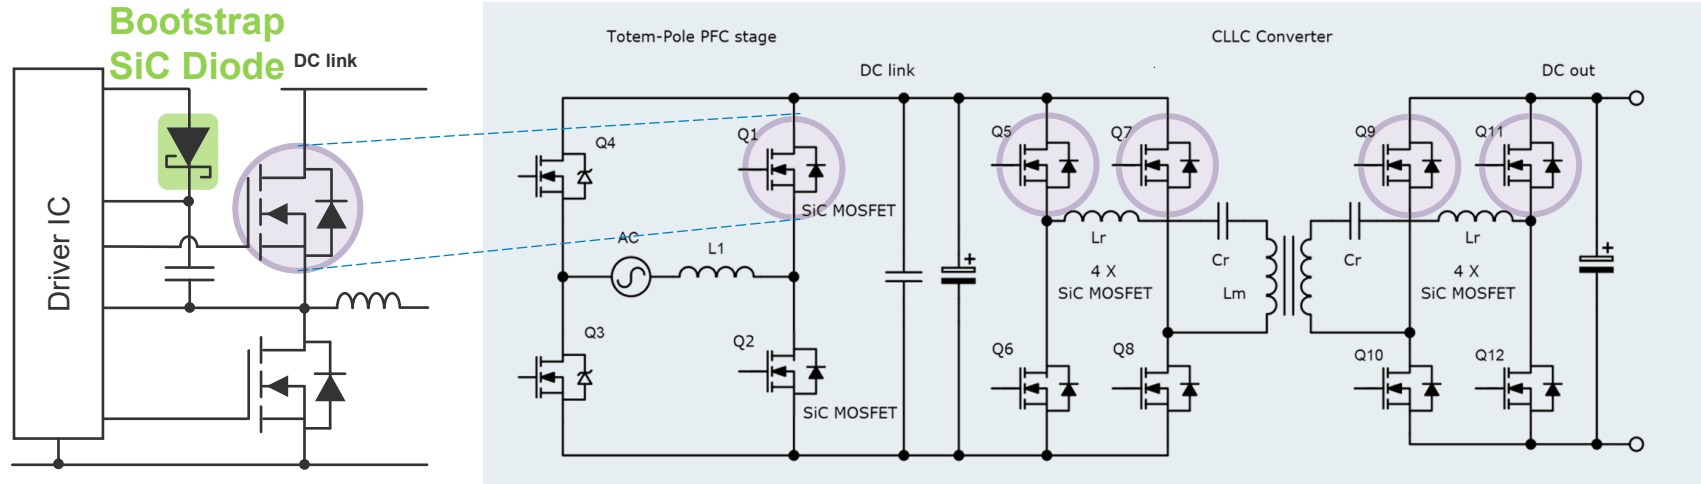 Bootstrap
SiC Diode
DC link
Driver IC
Totem-Pole PFC stage
CLLC Converter
DC link
DC out
Q4
Q1
Q5
Q7
Q9
Q11
SiC MOSFET
AC
L1
Lr
Cr
Cr
Lr
4 X
SiC MOSFET
4 X
SiC MOSFET
Lm
+
+
Q3
Q2
Q6
Q8
Q10
Q12
SiC MOSFET